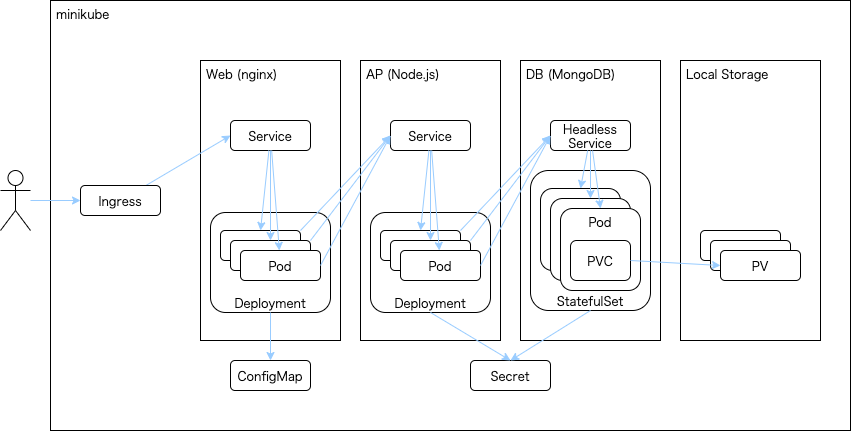 minikube
Web (nginx)
AP (Node.js)
DB (MongoDB)
Local Storage
Service
Service
Headless
Service
Ingress
Pod
Deployment
Pod
Deployment
Pod
PVC
StatefulSet
PV
ConfigMap
Secret